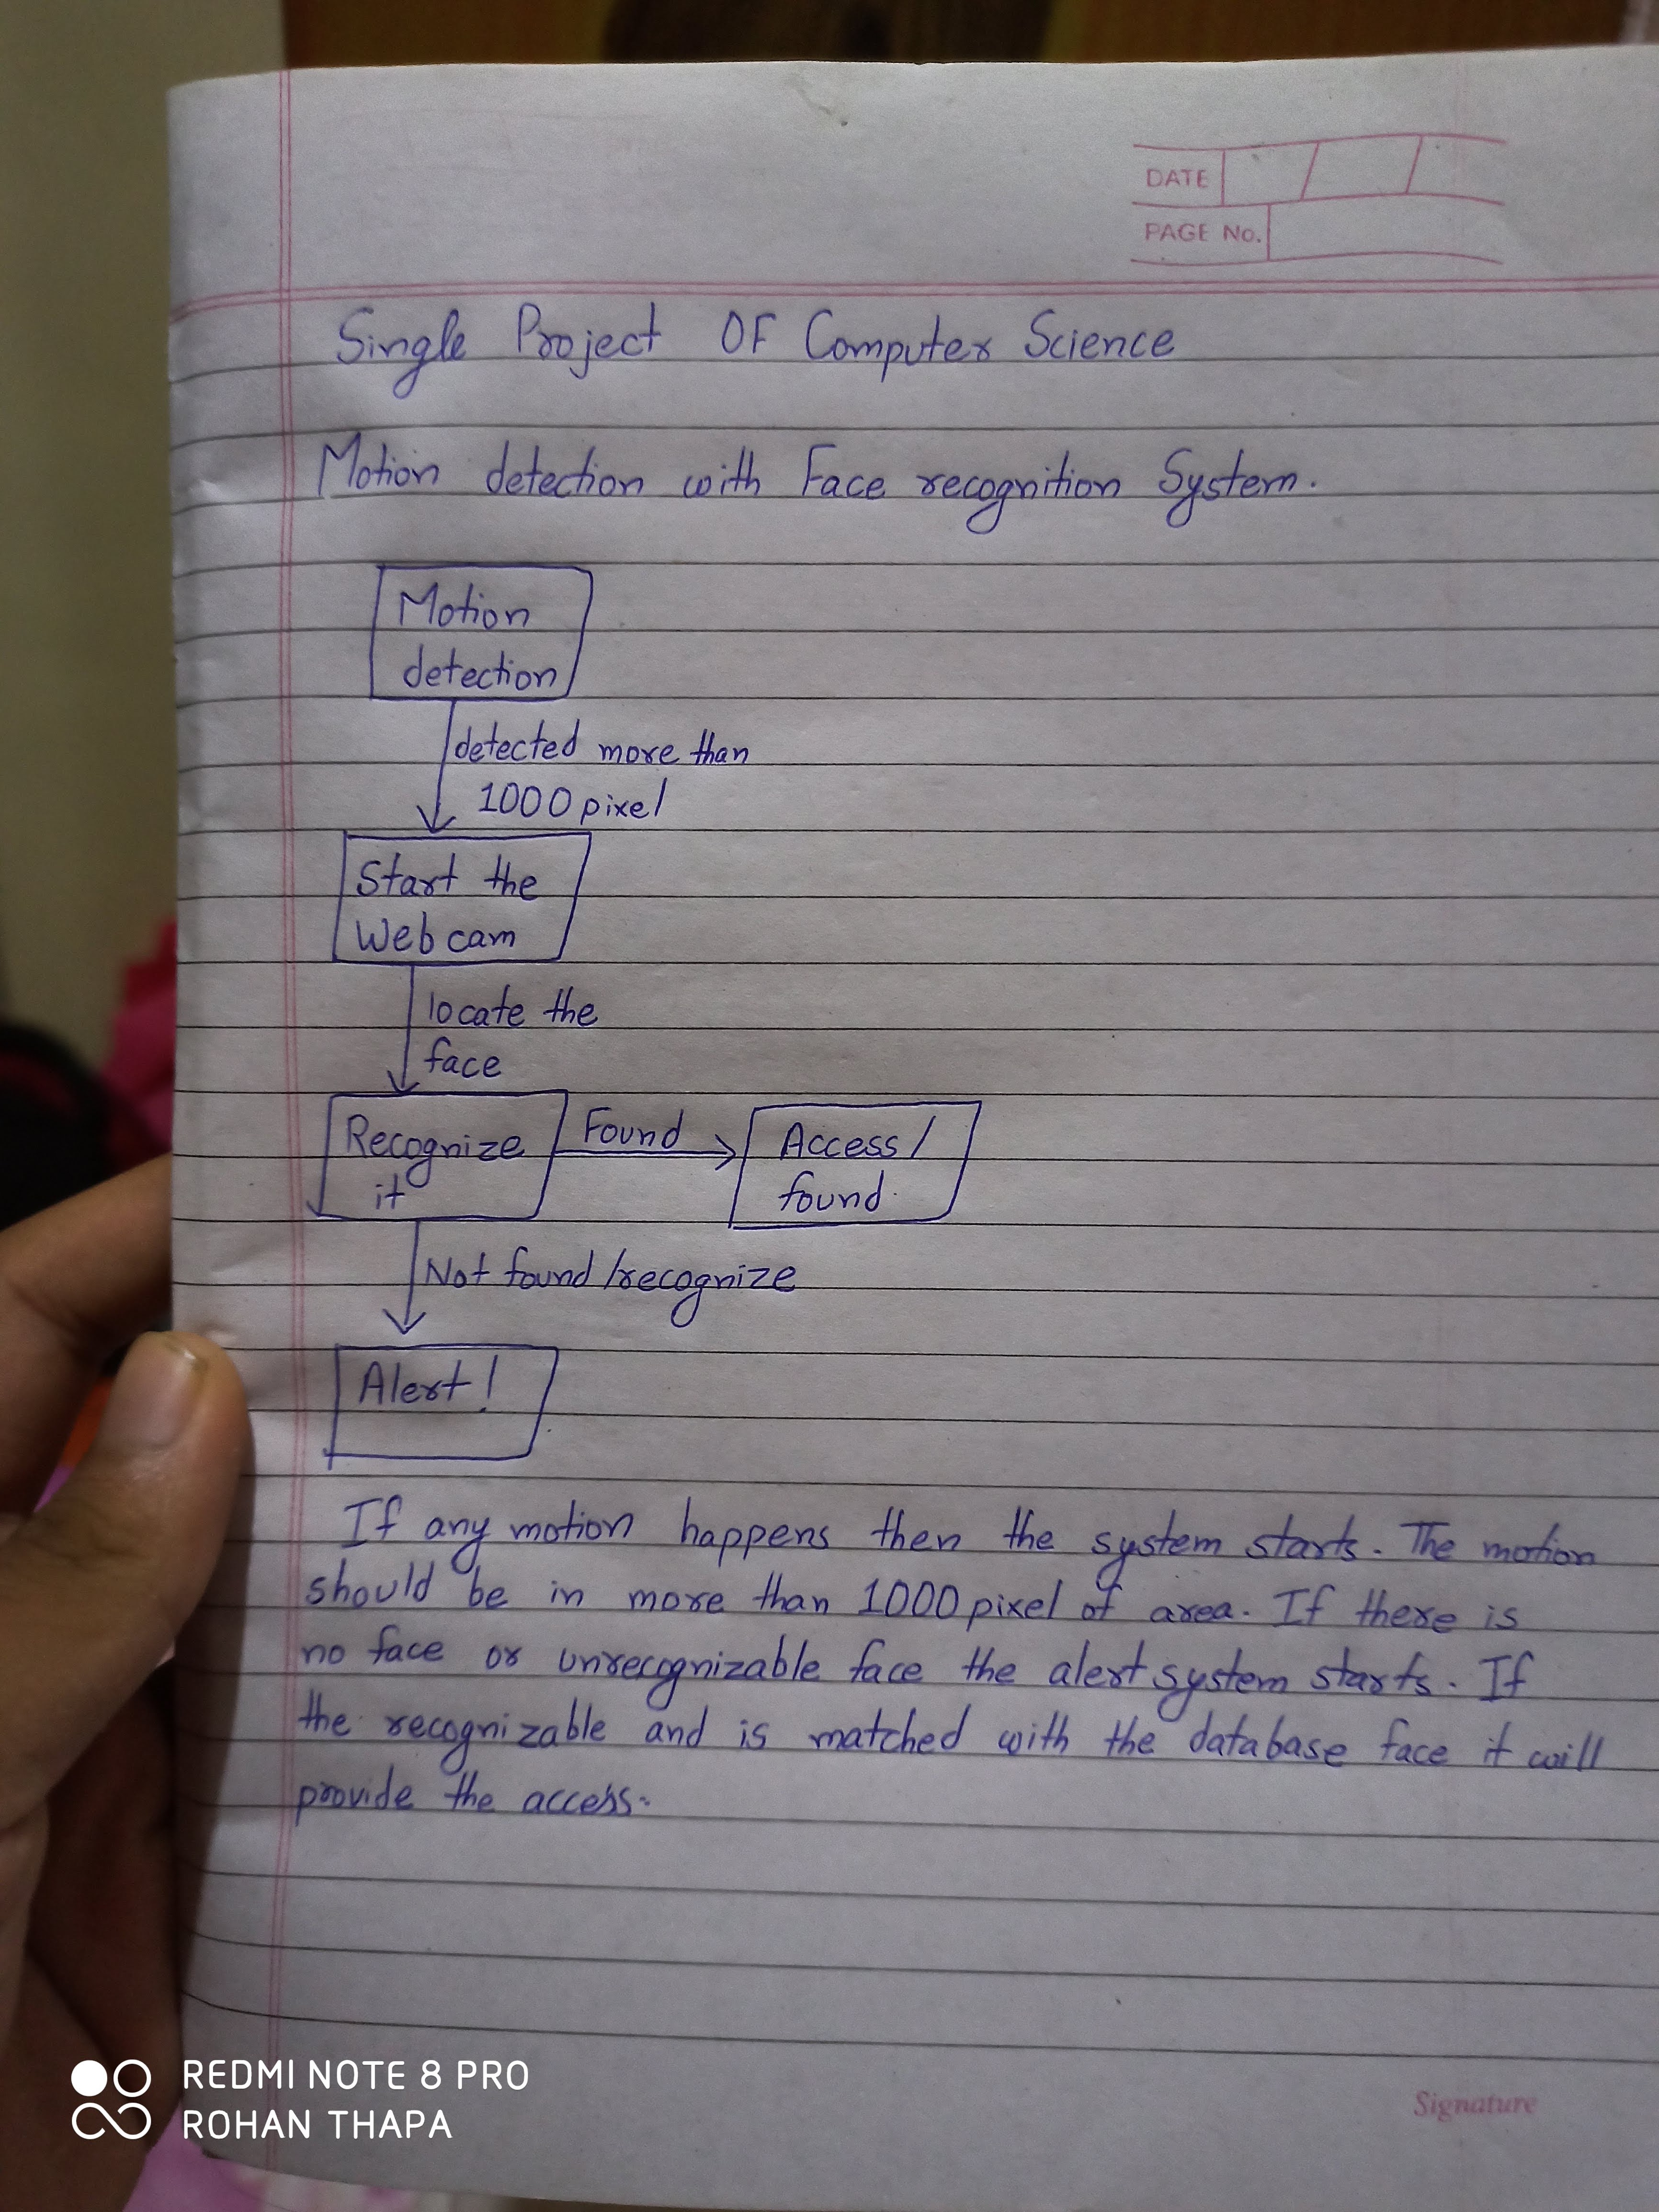 DATE
PAGE No.
Single Project OF Computer Science
Motion detection with Face recognition System.
Motion
detection
detected more than
1000 pixel
Start the
Web cam
locate the
face
Recognize
it
Found
Access/
found.
Not found/recognize
Alert!
If any motion happens then the system starts. The motion
should be in more than 1000 pixel of area. If there is
no face or unrecognizable face the alert system starts. If
the recognizable and is matched with the database face it will
provide the access.
Signature
REDMI NOTE 8 PRO
ROHAN THAPA